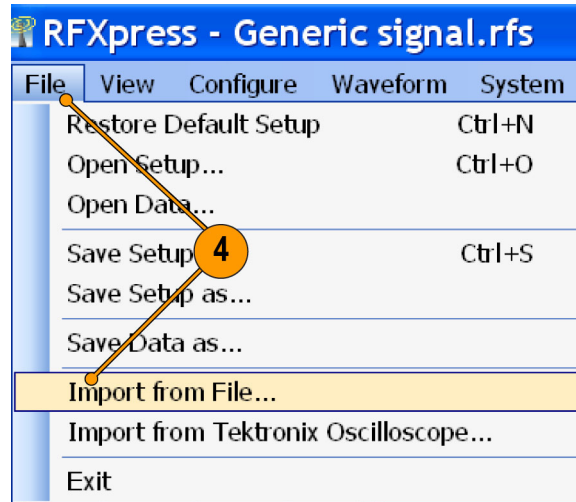 RFXpress - Generic signal.rfs
File View Configure Waveform System
Restore Default Setup Ctrl+N
Open Setup... Ctrl+O
Open Data...
Save Setup Ctrl+S
4
Save Setup as...
Save Data as...
Import from File...
Import from Tektronix Oscilloscope...
Exit